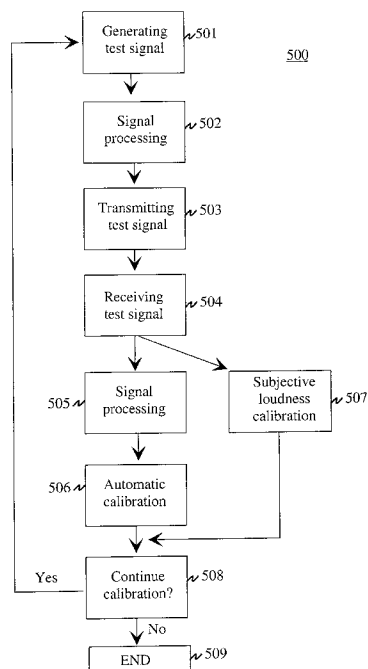 Generating
test signal
501
500
Signal
processing
502
Transmitting
test signal
503
Receiving
test signal
504
505
Signal
processing
Subjective
loudness
calibration
507
506
Automatic
calibration
Yes
Continue
calibration?
508
No
END
509